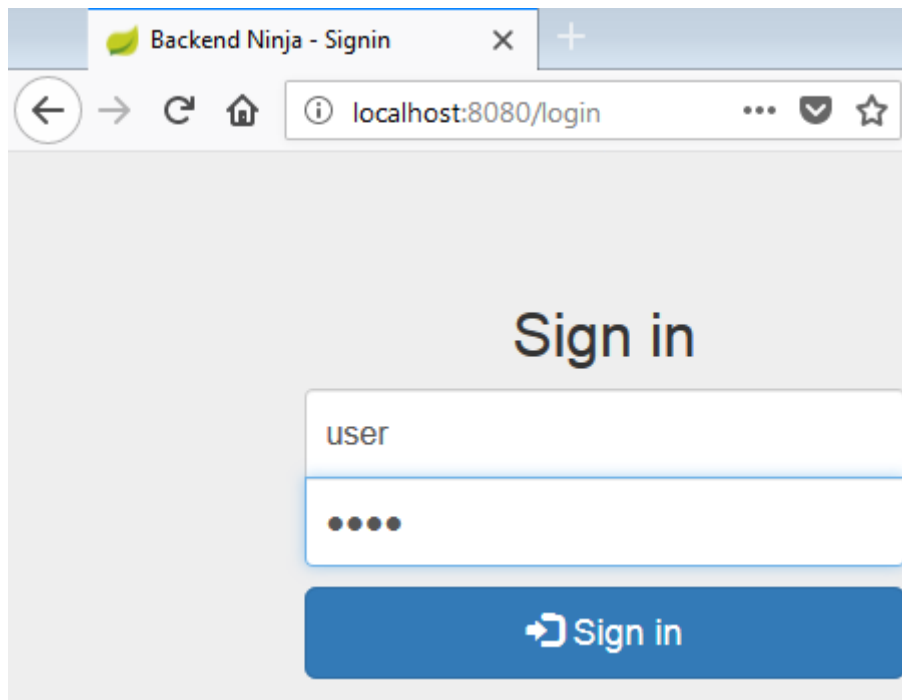 Backend Ninja - Signin
localhost:8080/login
Sign in
user
••••
Sign in